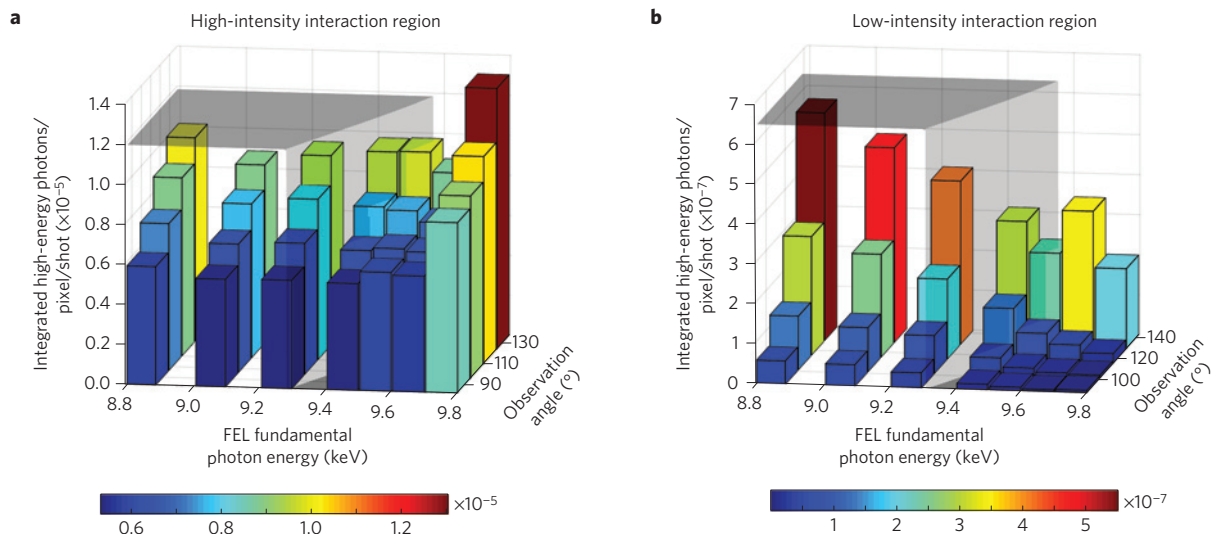 a
High-intensity interaction region
Integrated high-energy photons/
pixel/shot (×10⁻⁵)
1.4
1.2
1.0
0.8
0.6
0.4
0.2
0.0
8.8
9.0
9.2
9.4
9.6
9.8
FEL fundamental
photon energy (keV)
130
110
90
Observation
angle (°)
0.6
0.8
1.0
1.2
×10⁻⁵
b
Low-intensity interaction region
Integrated high-energy photons/
pixel/shot (×10⁻⁷)
7
6
5
4
3
2
1
0
8.8
9.0
9.2
9.4
9.6
9.8
FEL fundamental
photon energy (keV)
140
120
100
Observation
angle (°)
1
2
3
4
5
×10⁻⁷